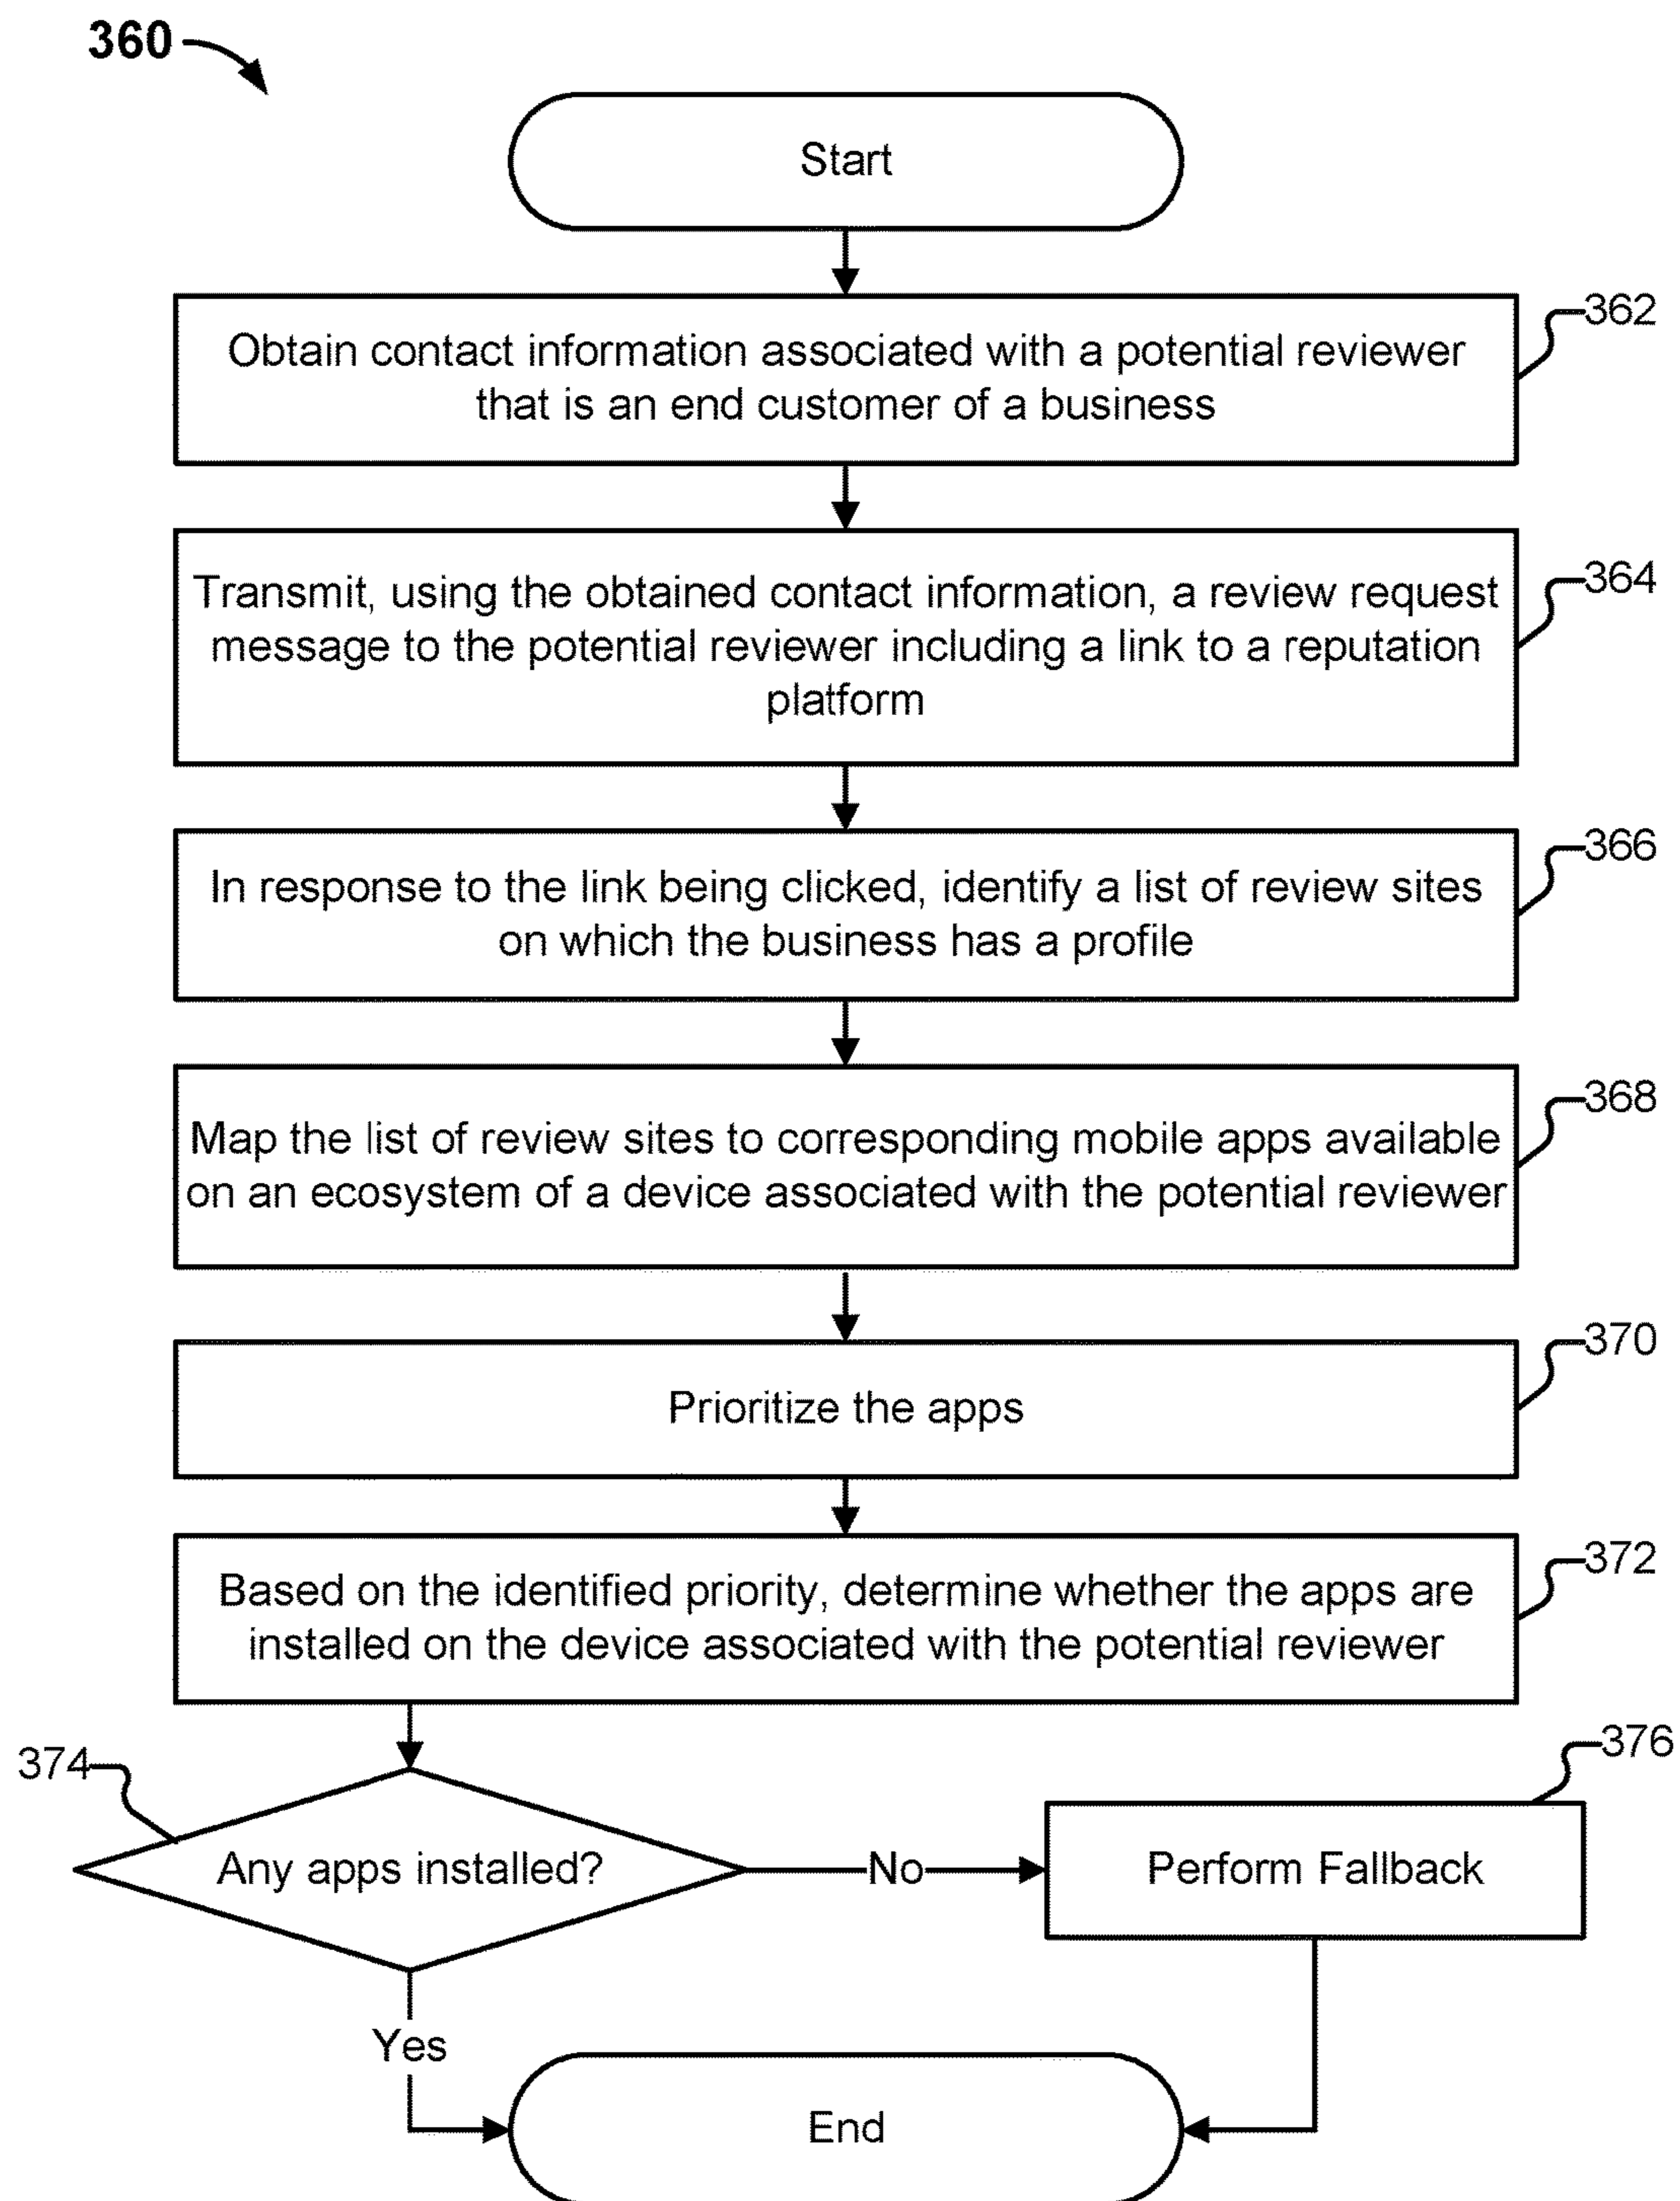 360
Start
Obtain contact information associated with a potential reviewer
that is an end customer of a business
362
Transmit, using the obtained contact information, a review request
message to the potential reviewer including a link to a reputation
platform
364
In response to the link being clicked, identify a list of review sites
on which the business has a profile
366
Map the list of review sites to corresponding mobile apps available
on an ecosystem of a device associated with the potential reviewer
368
Prioritize the apps
370
Based on the identified priority, determine whether the apps are
installed on the device associated with the potential reviewer
372
374
Any apps installed?
No
376
Perform Fallback
Yes
End